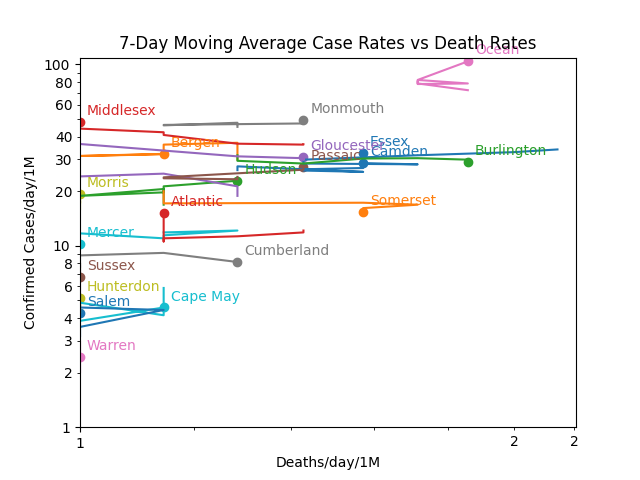 7-Day Moving Average Case Rates vs Death Rates
Ocean
100
80
60
40
30
20
10
8
6
4
3
2
1
Confirmed Cases/day/1M
Middlesex
Monmouth
Bergen
Essex
Gloucester
Camden
Passaic
Burlington
Hudson
Morris
Atlantic
Somerset
Mercer
Cumberland
Sussex
Hunterdon
Salem
Cape May
Warren
1
2
2
Deaths/day/1M